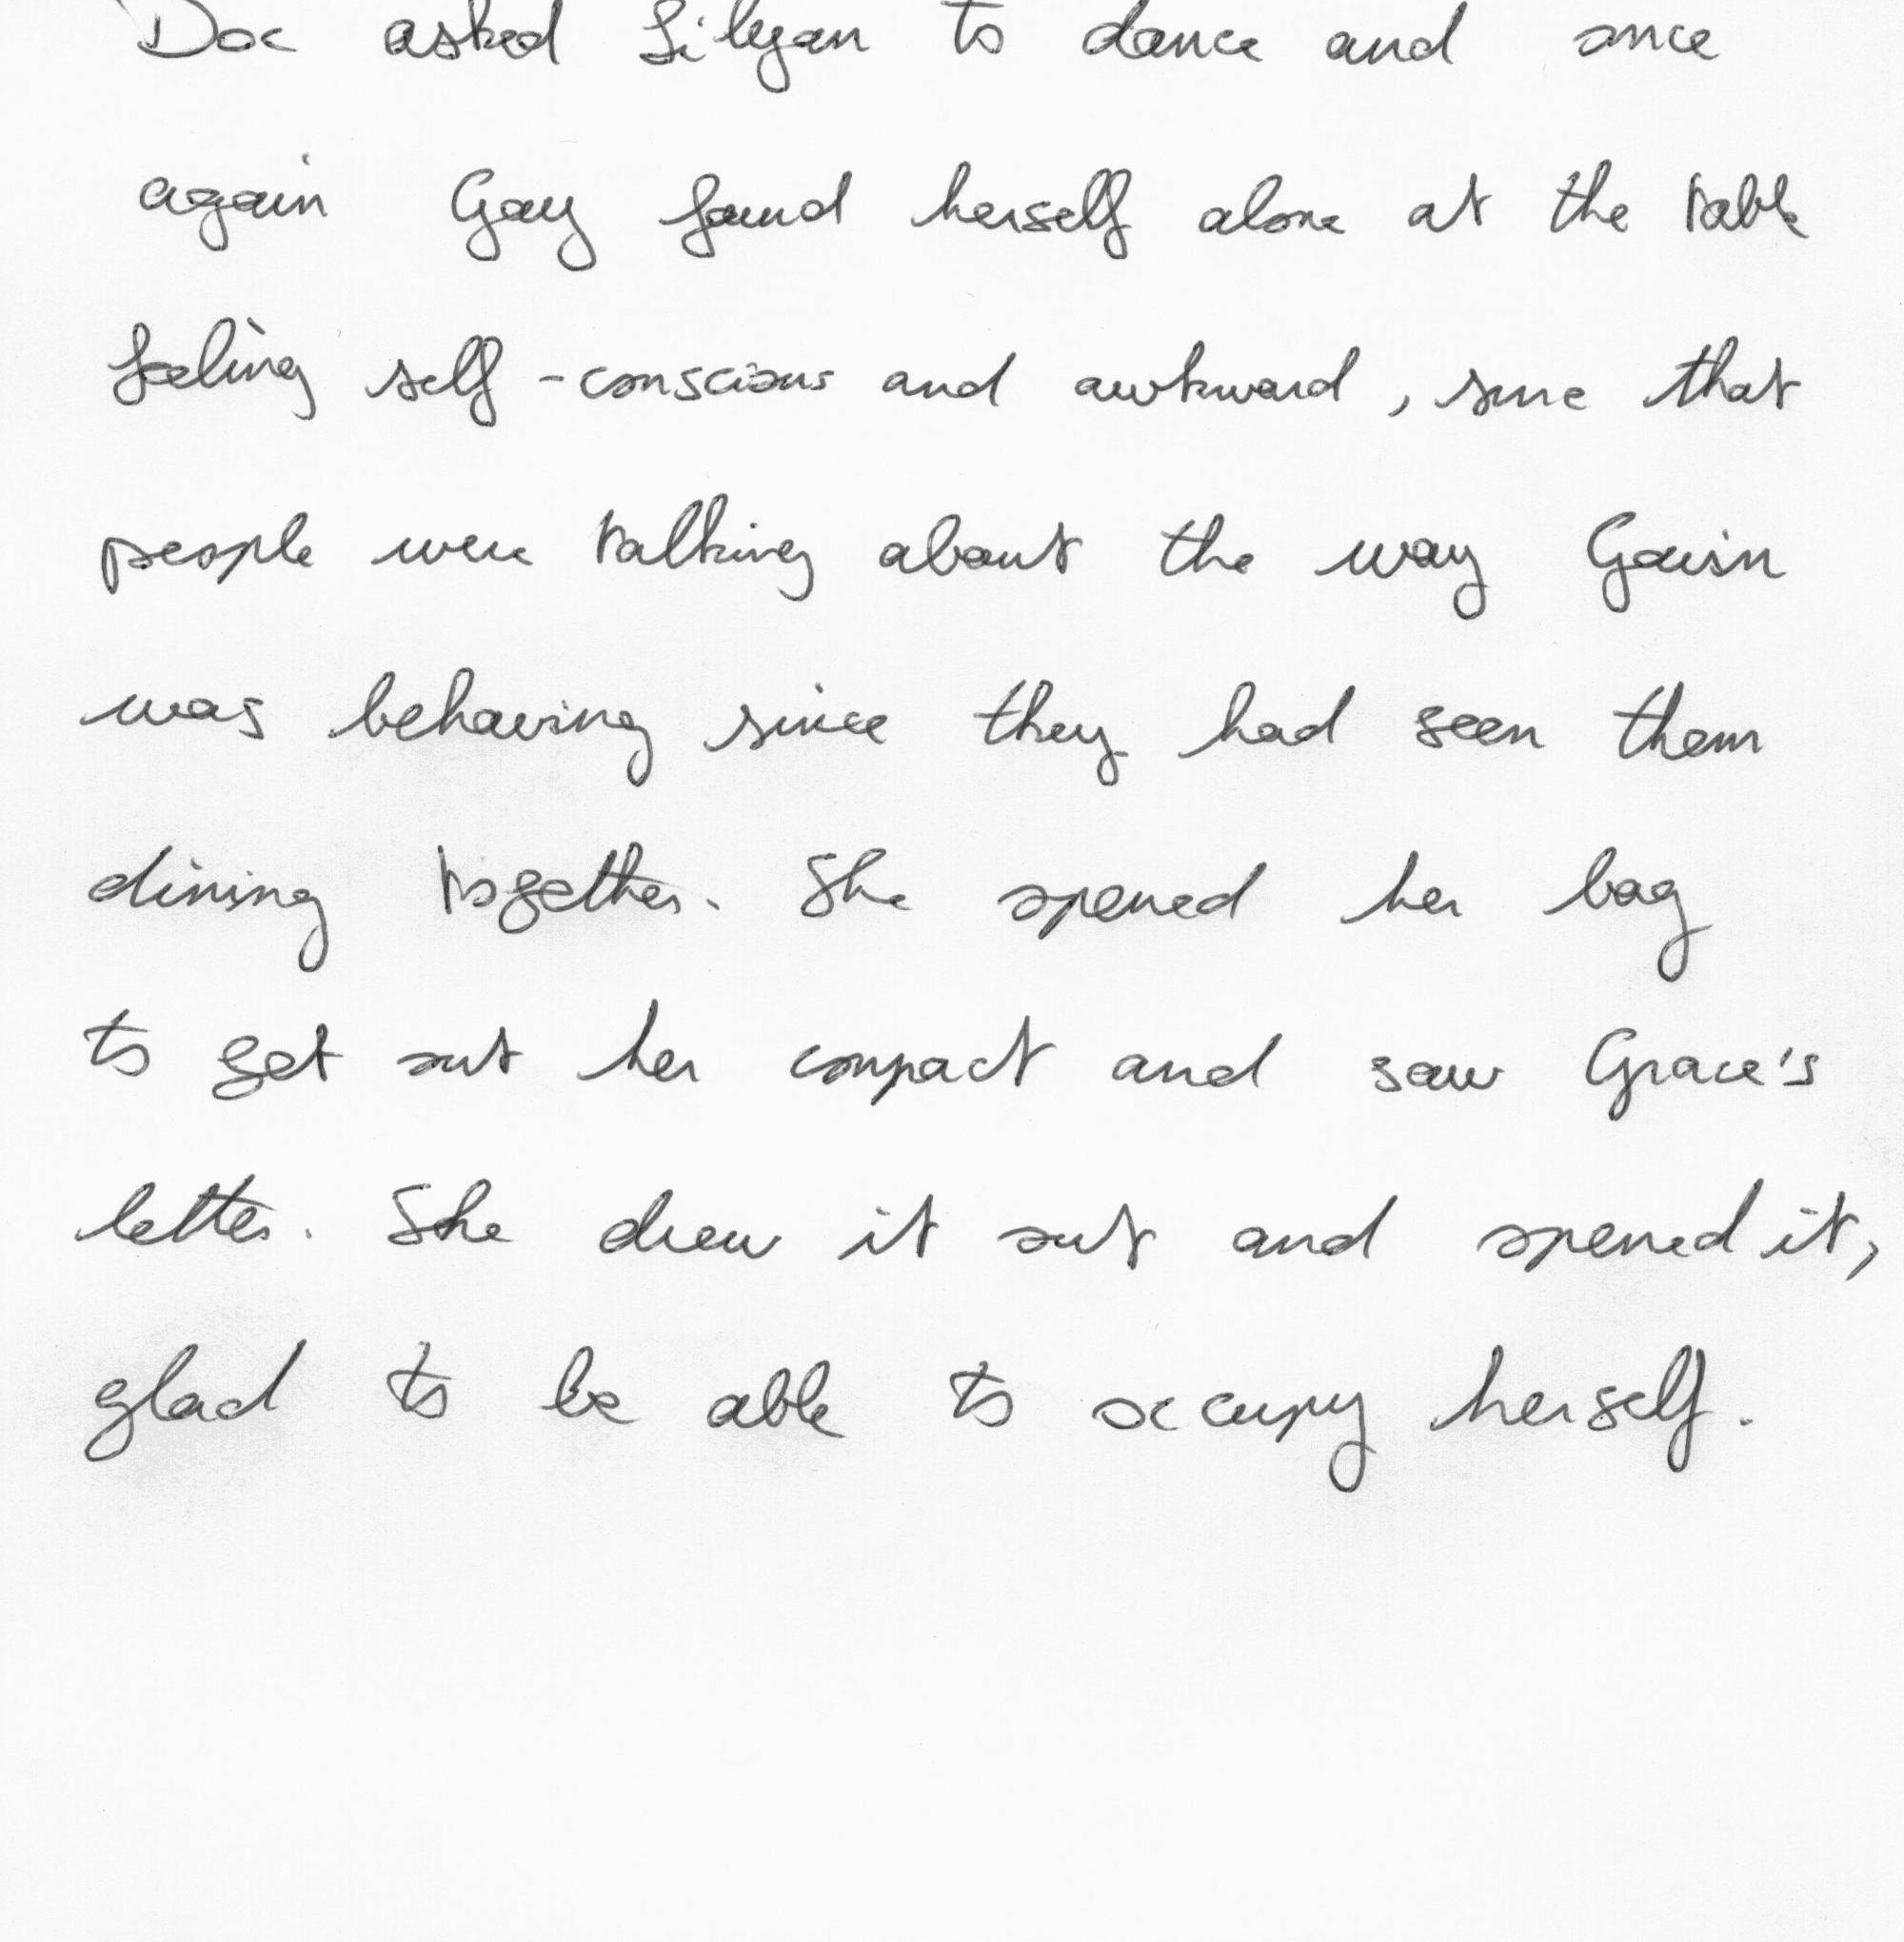 Doc asked Lilyan to dance and once
again Gay found herself alone at the table
feeling self-conscious and awkward, sure that
people were talking about the way Gavin
was behaving since they had seen them
dining together. She opened her bag
to get out her compact and saw Grace's
letter. She drew it out and opened it,
glad to be able to occupy herself.